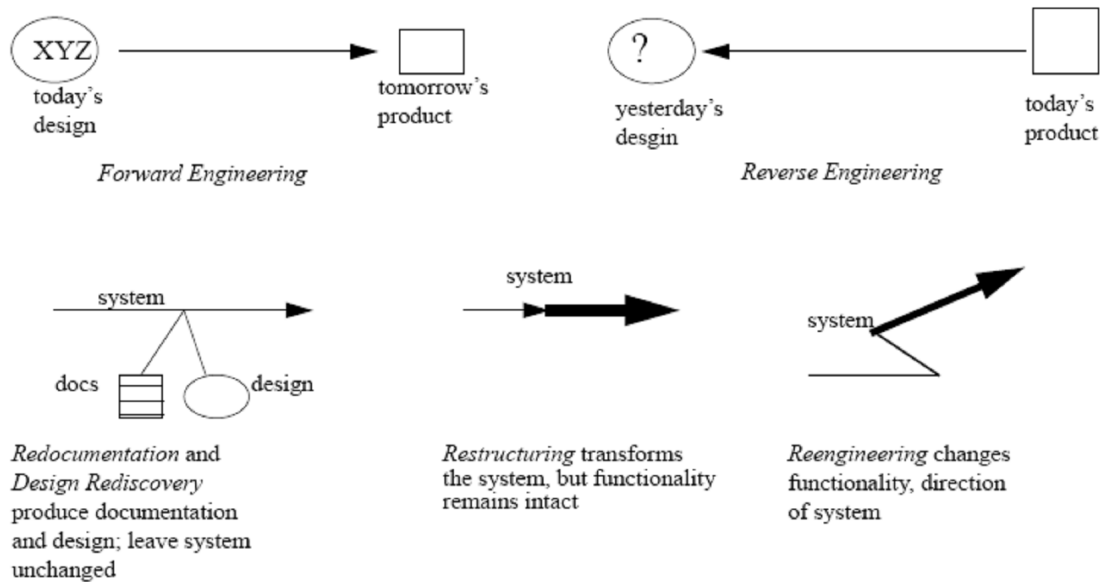 XYZ
today's
design
tomorrow's
product
Forward Engineering
?
yesterday's
desgin
today's
product
Reverse Engineering
system
docs
design
Redocumentation and
Design Rediscovery
produce documentation
and design; leave system
unchanged
system
Restructuring transforms
the system, but functionality
remains intact
system
Reengineering changes
functionality, direction
of system